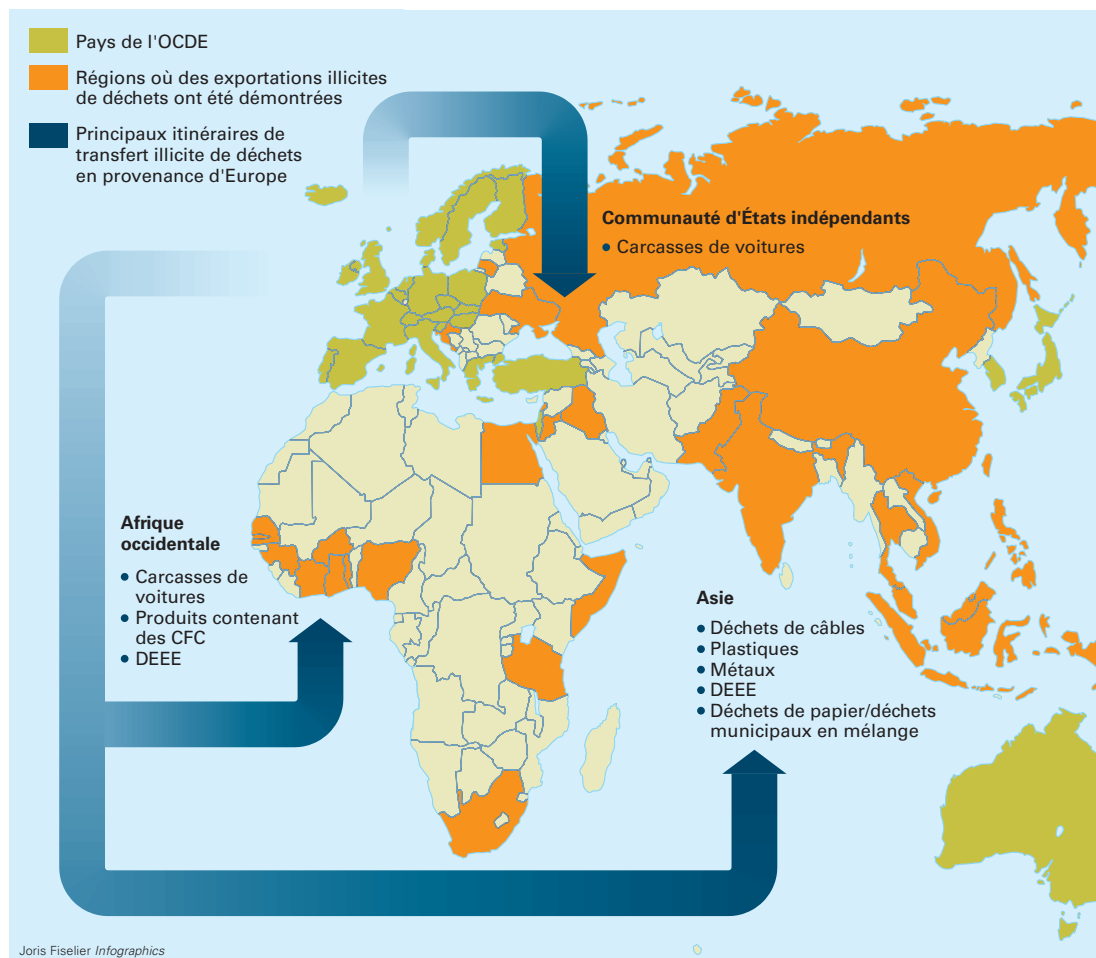 Pays de l'OCDE
Régions où des exportations illicites
de déchets ont été démontrées
Principaux itinéraires de
transfert illicite de déchets
en provenance d'Europe
Communauté d'États indépendants
• Carcasses de voitures
Afrique
occidentale
• Carcasses de
voitures
• Produits contenant
des CFC
• DEEE
Asie
• Déchets de câbles
• Plastiques
• Métaux
• DEEE
• Déchets de papier/déchets
municipaux en mélange
Joris Fiselier Infographics